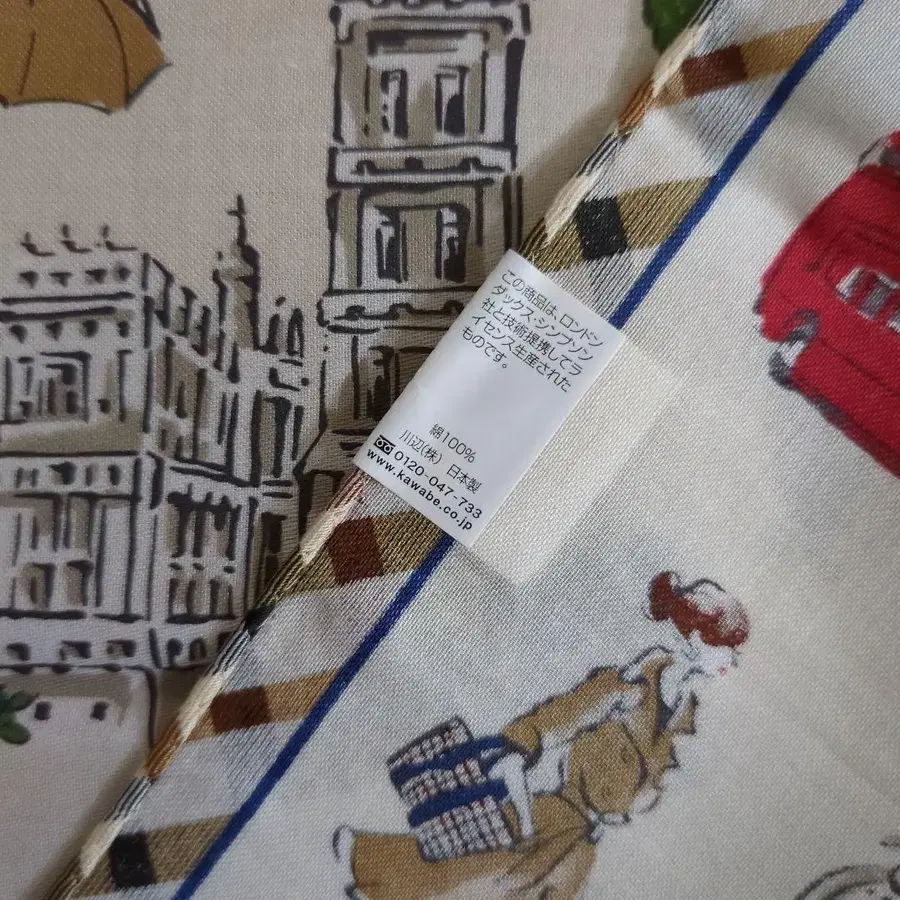 この商品は、ロンドン
ダックス・シンプソン
社と技術提携してラ
イセンス生産された
ものです。
綿100%
川辺(株) 日本製
0120-047-733
www.kawabe.co.jp